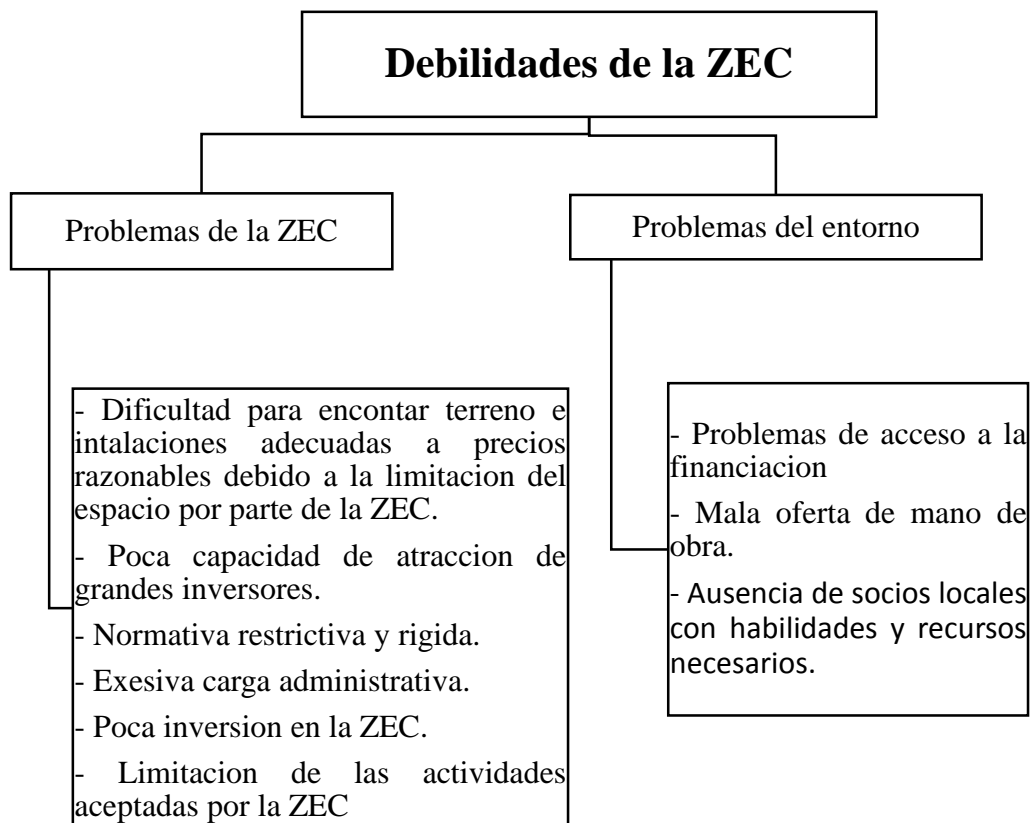 Debilidades de la ZEC
Problemas de la ZEC
Problemas del entorno
- Dificultad para encontar terreno e
intalaciones adecuadas a precios
razonables debido a la limitacion del
espacio por parte de la ZEC.
- Poca capacidad de atraccion de
grandes inversores.
- Normativa restrictiva y rigida.
- Exesiva carga administrativa.
- Poca inversion en la ZEC.
- Limitacion de las actividades
aceptadas por la ZEC
- Problemas de acceso a la
financiacion
- Mala oferta de mano de
obra.
- Ausencia de socios locales
con habilidades y recursos
necesarios.